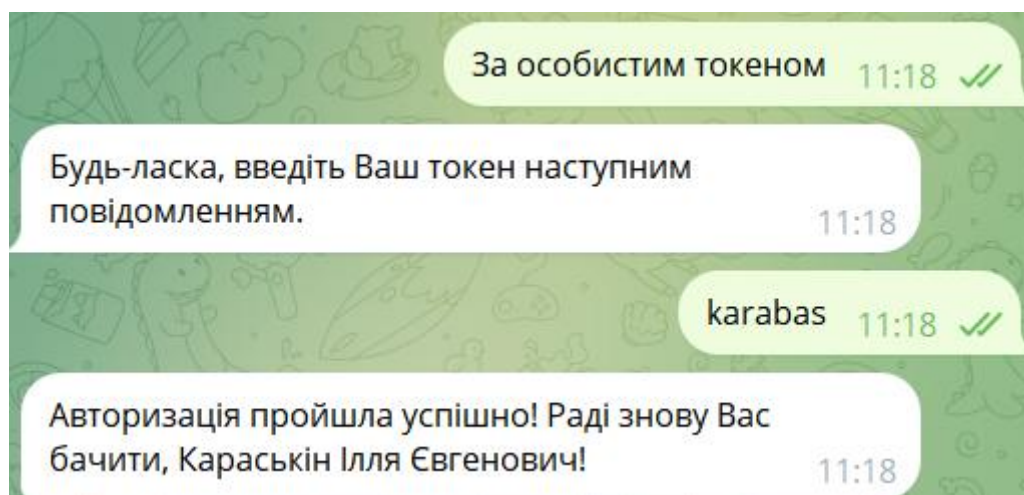 За особистим токеном 11:18
Будь-ласка, введіть Ваш токен наступним
повідомленням. 11:18
karabas 11:18
Авторизація пройшла успішно! Раді знову Вас
бачити, Караськін Ілля Євгенович! 11:18